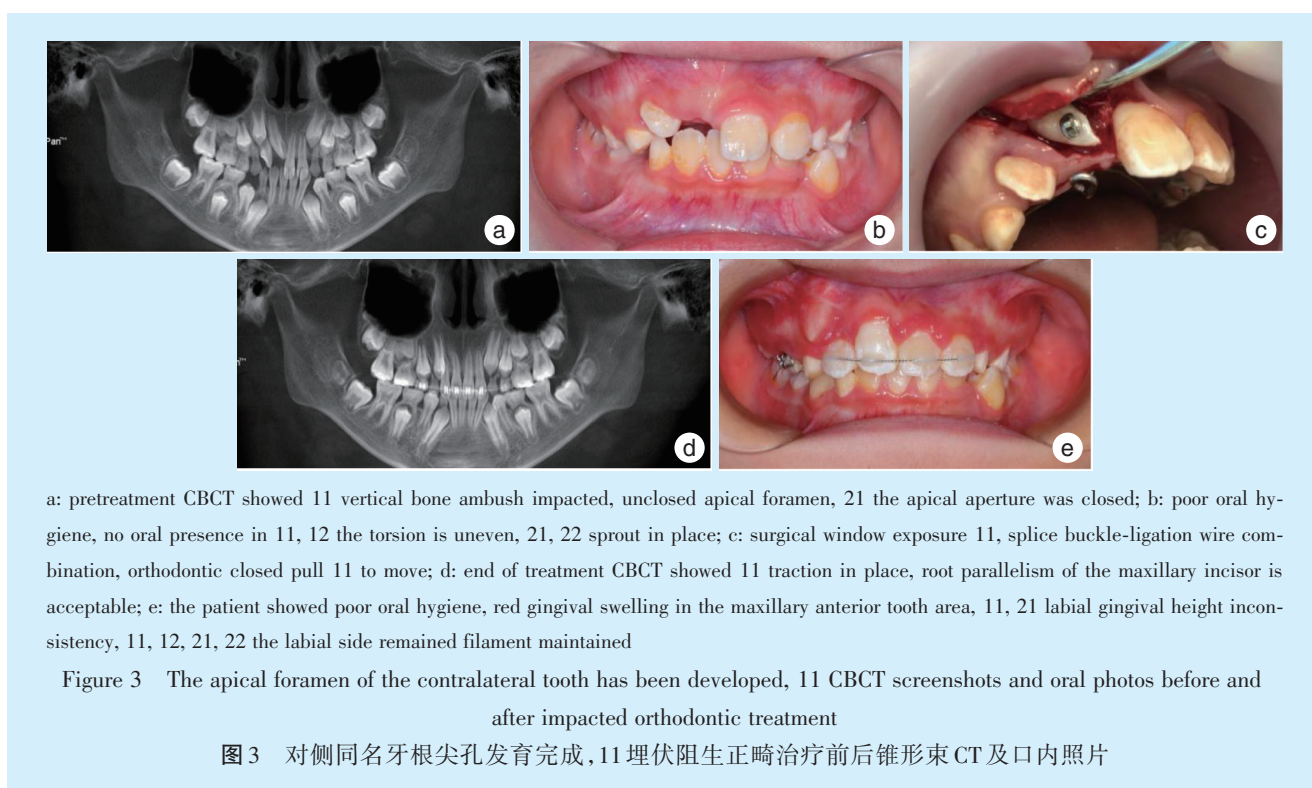 Pan™
a
b
c
d
e
a: pretreatment CBCT showed 11 vertical bone ambush impacted, unclosed apical foramen, 21 the apical aperture was closed; b: poor oral hy-
giene, no oral presence in 11, 12 the torsion is uneven, 21, 22 sprout in place; c: surgical window exposure 11, splice buckle-ligation wire com-
bination, orthodontic closed pull 11 to move; d: end of treatment CBCT showed 11 traction in place, root parallelism of the maxillary incisor is
acceptable; e: the patient showed poor oral hygiene, red gingival swelling in the maxillary anterior tooth area, 11, 21 labial gingival height incon-
sistency, 11, 12, 21, 22 the labial side remained filament maintained
Figure 3 The apical foramen of the contralateral tooth has been developed, 11 CBCT screenshots and oral photos before and
after impacted orthodontic treatment
图3 对侧同名牙根尖孔发育完成,11埋伏阻生正畸治疗前后锥形束CT及口内照片